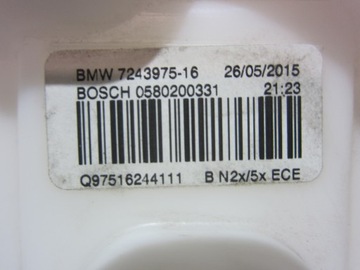 BMW 7243975-16 26/05/2015
BOSCH 0580200331 21:23
Q97516244111 B N2x/5x ECE